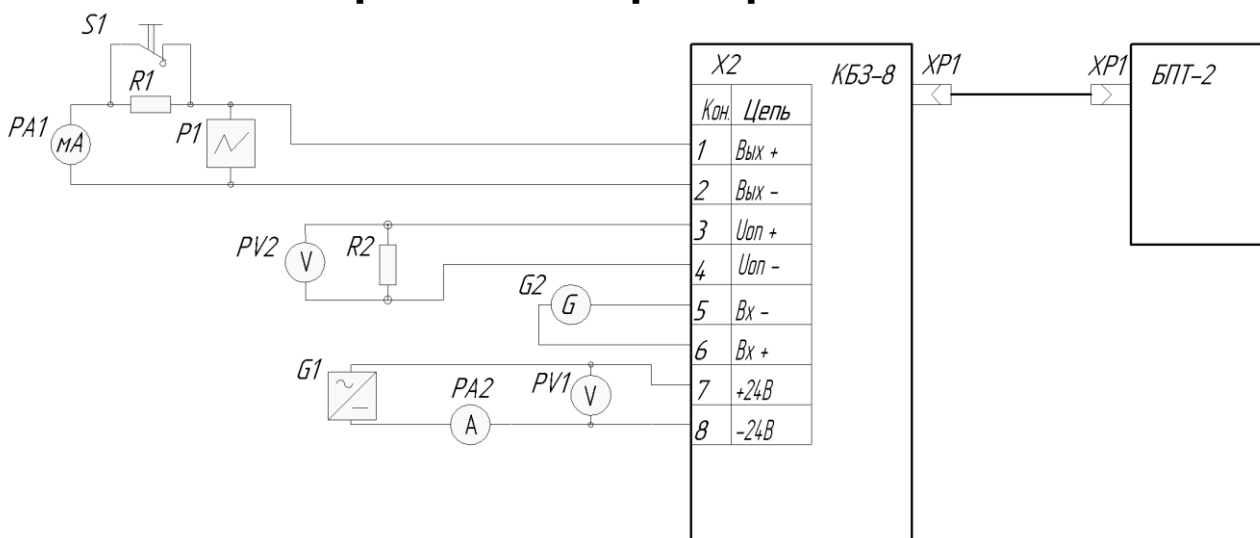 S1
R1
PA1
мА
P1
PV2
V
R2
G2
G
G1
PA2
A
PV1
V
X2
КБЗ-8
Кон. Цепь
1 Вых +
2 Вых -
3 Uоп +
4 Uоп -
5 Вх -
6 Вх +
7 +24В
8 -24В
XP1
XP1
БПТ-2